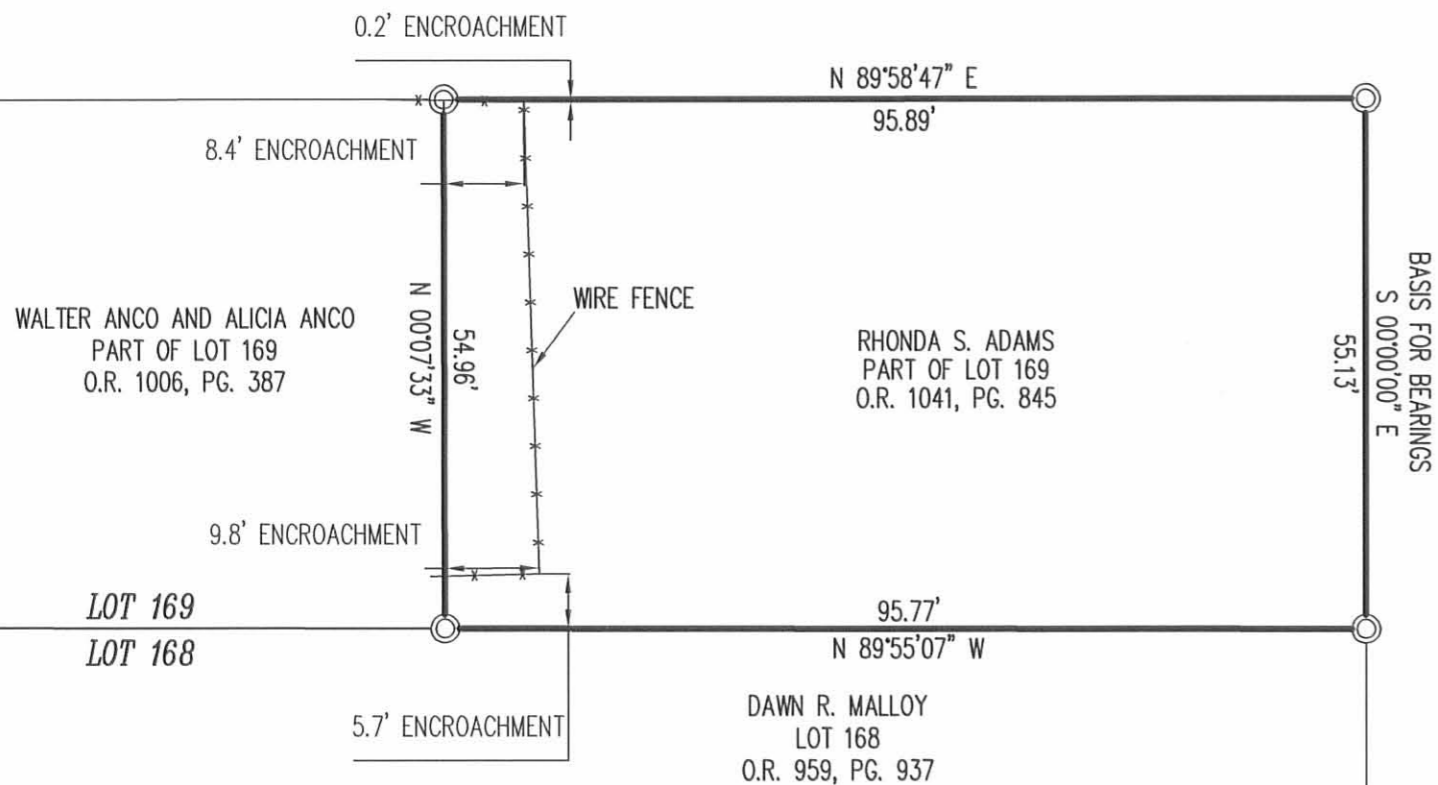 0.2' ENCROACHMENT
N 89°58'47" E
95.89'
8.4' ENCROACHMENT
WALTER ANCO AND ALICIA ANCO
PART OF LOT 169
O.R. 1006, PG. 387
N 00°07'33" W
54.96'
WIRE FENCE
RHONDA S. ADAMS
PART OF LOT 169
O.R. 1041, PG. 845
55.13'
S 00°00'00" E
BASIS FOR BEARINGS
9.8' ENCROACHMENT
LOT 169
LOT 168
95.77'
N 89°55'07" W
5.7' ENCROACHMENT
DAWN R. MALLOY
LOT 168
O.R. 959, PG. 937